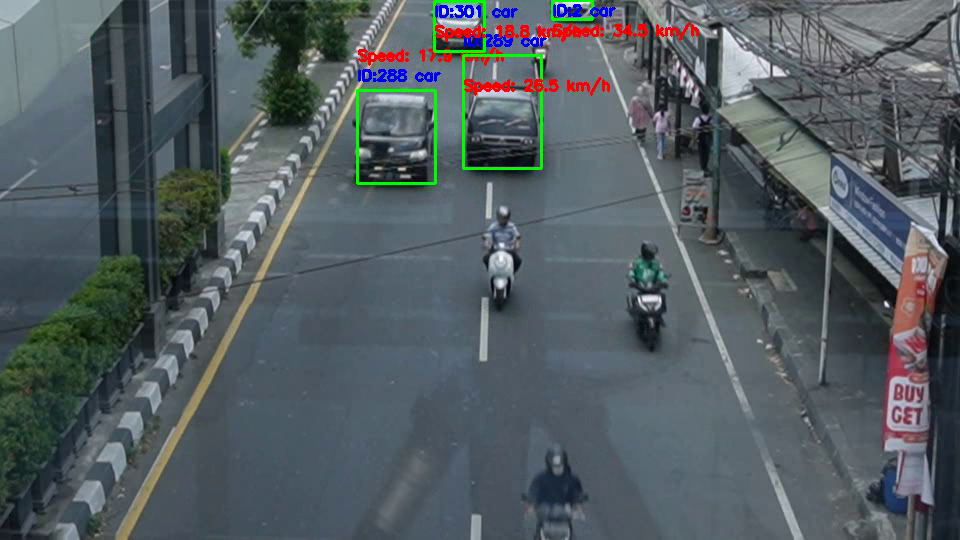 ID:301 car
ID:2 car
Speed: 18.8 km/h
Speed: 34.5 km/h
ID:289 car
Speed: 17.9 km/h
ID:288 car
Speed: 26.5 km/h
BUY
GET